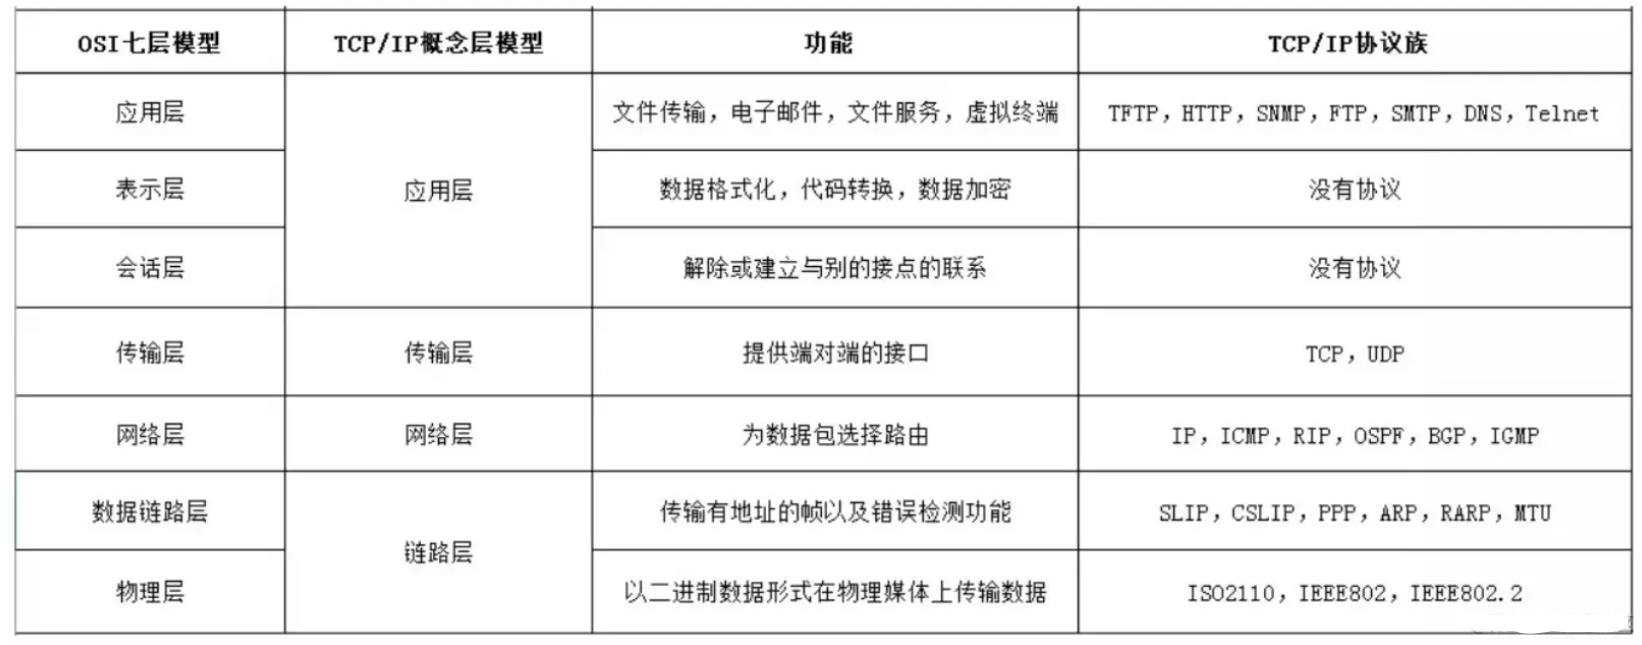 OSI七层模型 TCP/IP概念层模型 功能 TCP/IP协议族
应用层 文件传输，电子邮件，文件服务，虚拟终端 TFTP，HTTP，SNMP，FTP，SMTP，DNS，Telnet
表示层 应用层 数据格式化，代码转换，数据加密 没有协议
会话层 解除或建立与别的接点的联系 没有协议
传输层 传输层 提供端对端的接口 TCP，UDP
网络层 网络层 为数据包选择路由 IP，ICMP，RIP，OSPF，BGP，IGMP
数据链路层 传输有地址的帧以及错误检测功能 SLIP，CSLIP，PPP，ARP，RARP，MTU
链路层
物理层 以二进制数据形式在物理媒体上传输数据 ISO2110，IEEE802，IEEE802.2